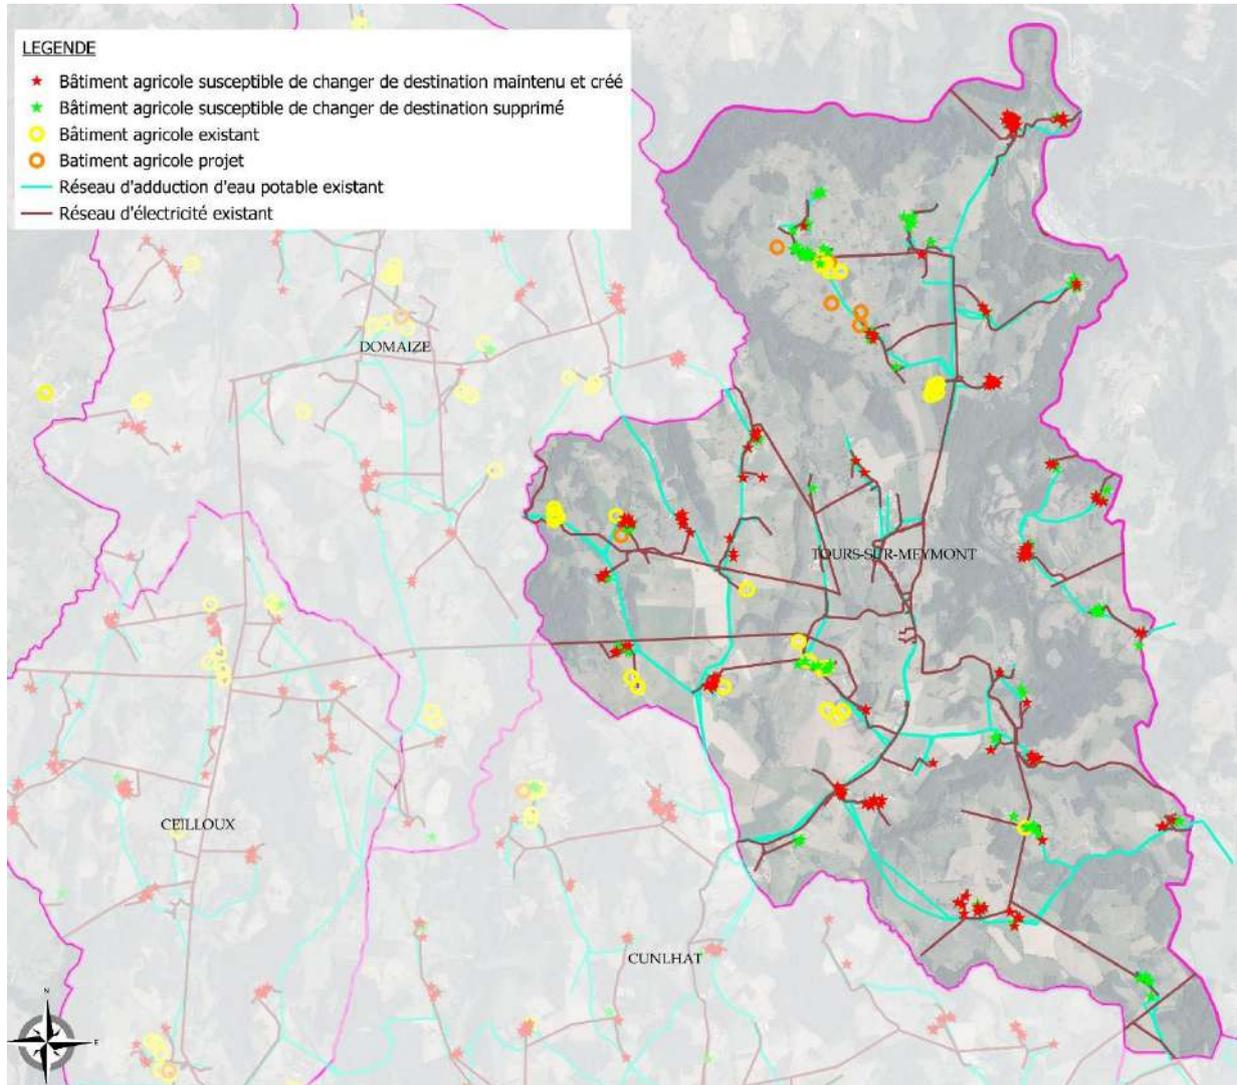 LEGENDE
Bâtiment agricole susceptible de changer de destination maintenu et créé
Bâtiment agricole susceptible de changer de destination supprimé
Bâtiment agricole existant
Batiment agricole projet
Réseau d'adduction d'eau potable existant
Réseau d'électricité existant
DOMAIZE
TOURS-SUR-MEYMONT
CEILLOUX
CUNLHAT
N
E